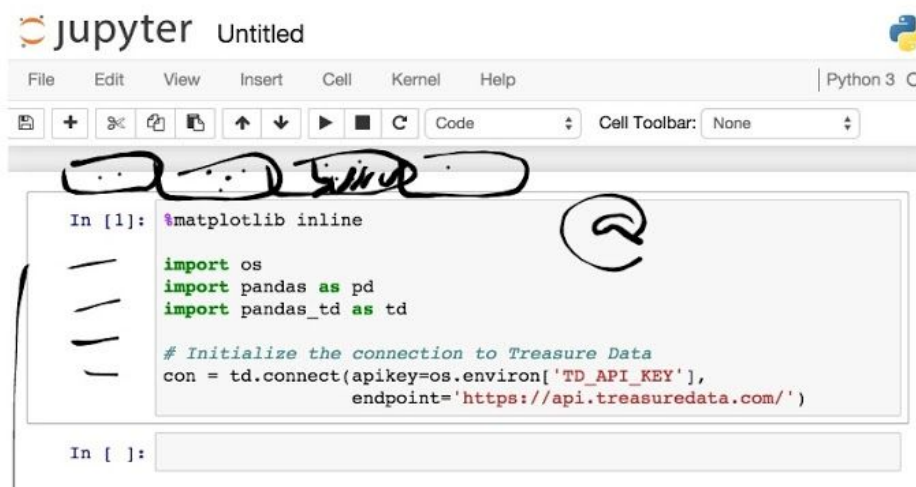 jupyter Untitled
File Edit View Insert Cell Kernel Help Python 3
Code Cell Toolbar: None
In [1]: %matplotlib inline
import os
import pandas as pd
import pandas_td as td
# Initialize the connection to Treasure Data
con = td.connect(apikey=os.environ['TD_API_KEY'],
endpoint='https://api.treasuredata.com/')
In [ ]: